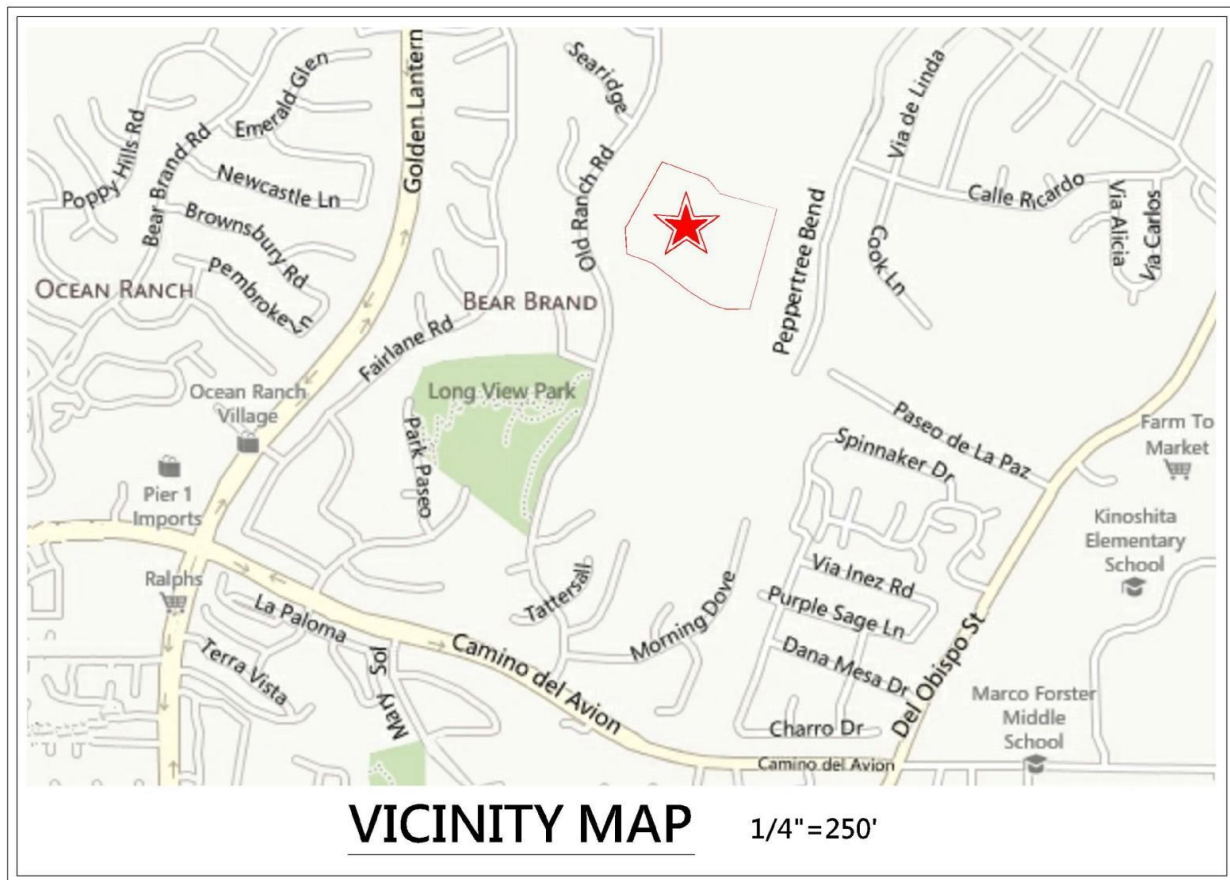 Searidge
Emerald Glen
Golden Lantern
Via de Linda
Poppy Hills Rd
Bear Brand Rd
Newcastle Ln
Old Ranch Rd
Calle Ricardo
Via Alicia
Via Carlos
Brownsbury Rd
Peppertree Bend
Cook Ln
OCEAN RANCH
Pembroke Ln
BEAR BRAND
Fairlane Rd
Ocean Ranch
Village
Long View Park
Park Paseo
Paseo de La Paz
Spinnaker Dr
Farm To
Market
Pier 1
Imports
Kinoshita
Elementary
School
Ralphs
La Paloma
Tattersall
Morning Dove
Via Inez Rd
Purple Sage Ln
Terra Vista
Mary Sol
Camino del Avion
Dana Mesa Dr
Del Obispo St
Marco Forster
Middle
School
Charro Dr
Camino del Avion
VICINITY MAP
1/4"=250'